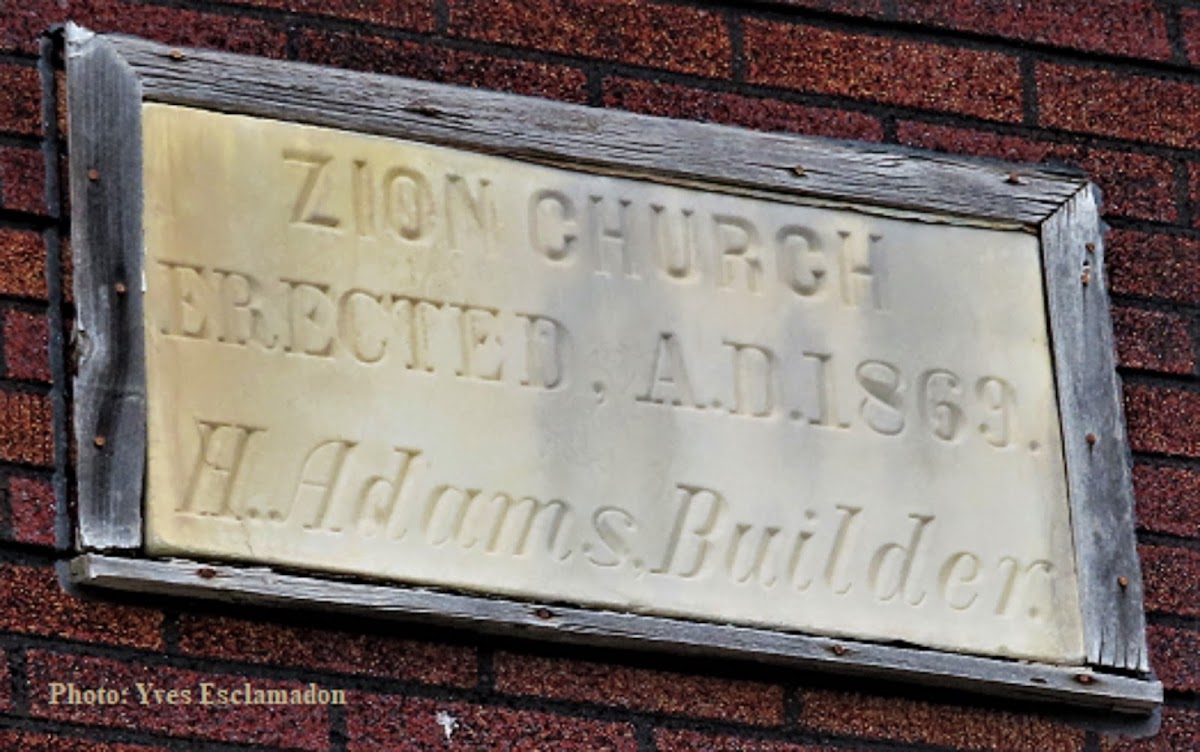 ZION CHURCH
ERECTED, A.D.1869.
H. Adams, Builder.
Photo: Yves Esclamadon